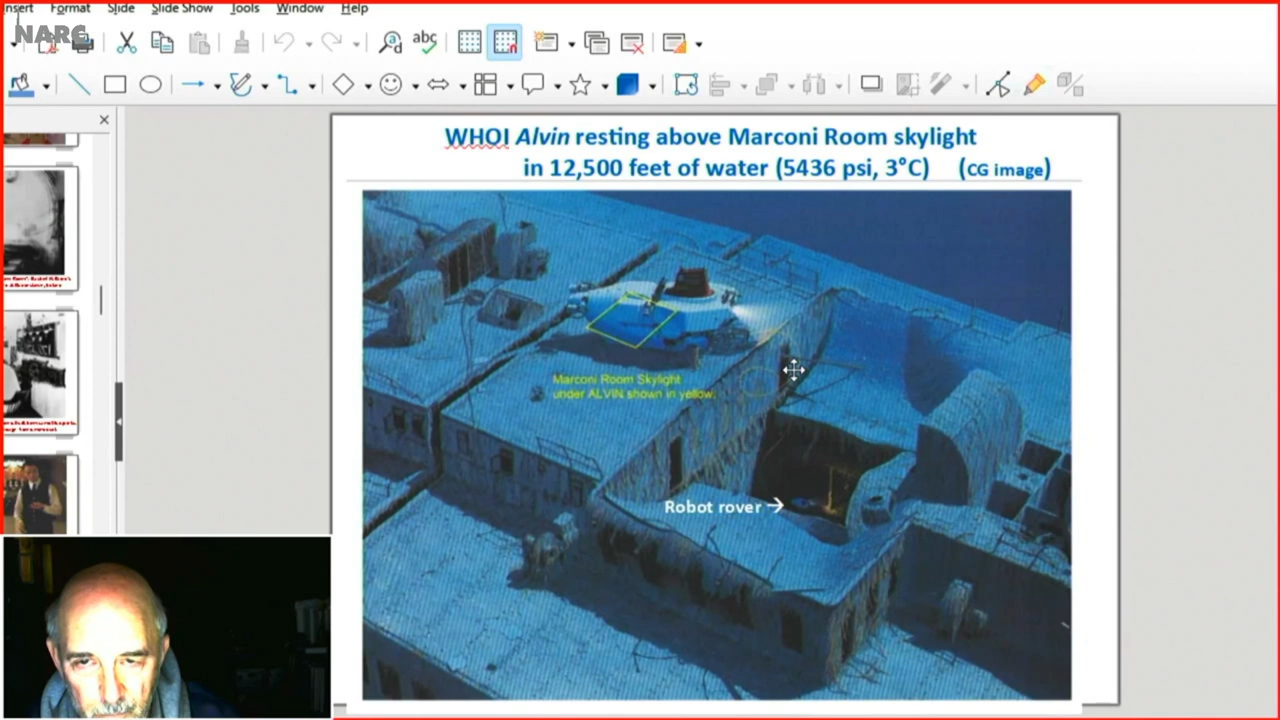 Insert Format Slide Slide Show Tools Window Help
NARC
abc
WHOI Alvin resting above Marconi Room skylight
in 12,500 feet of water (5436 psi, 3°C) (CG image)
Marconi Room Skylight
under ALVIN shown in yellow.
Robot rover →